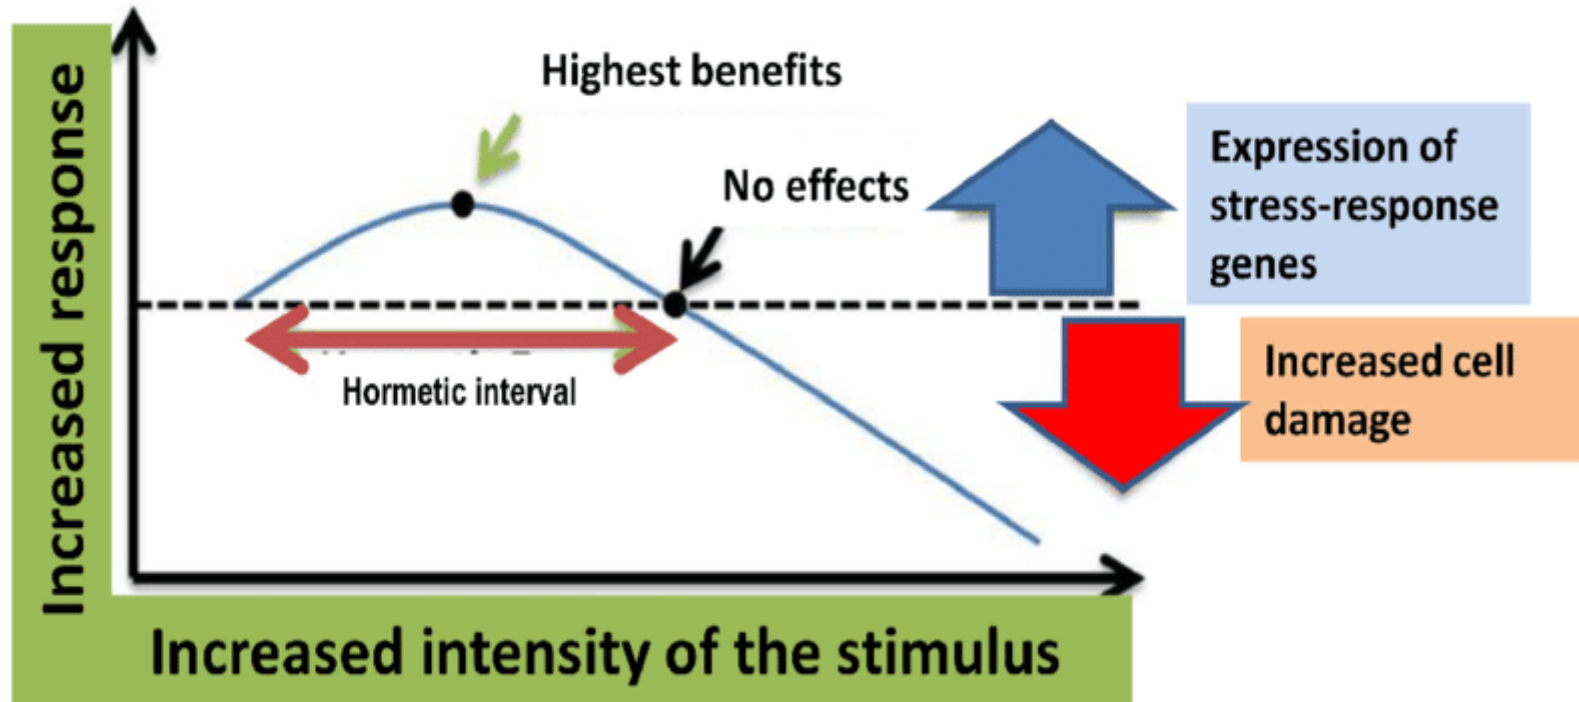 Increased response
Highest benefits
No effects
Expression of
stress-response
genes
Hormetic interval
Increased cell
damage
Increased intensity of the stimulus